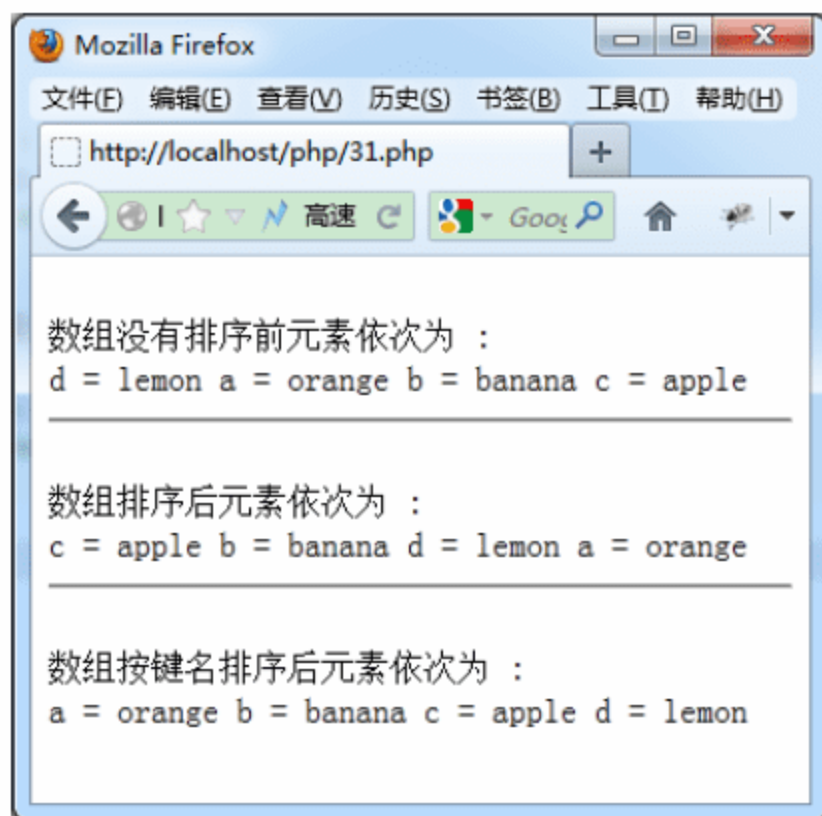 Mozilla Firefox
文件(F) 编辑(E) 查看(V) 历史(S) 书签(B) 工具(T) 帮助(H)
http://localhost/php/31.php
高速 Goog
数组没有排序前元素依次为 :
d = lemon a = orange b = banana c = apple
数组排序后元素依次为 :
c = apple b = banana d = lemon a = orange
数组按键名排序后元素依次为 :
a = orange b = banana c = apple d = lemon